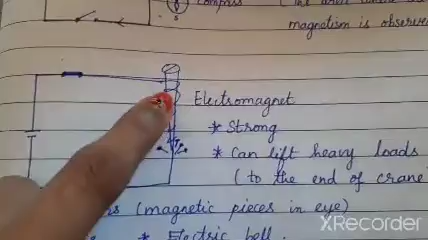 S
compass
magnetism is observed
Electromagnet
* Strong
* Can lift heavy loads
(to the end of crane
(magnetic pieces in eye)
* Electric bell.
XRecorder